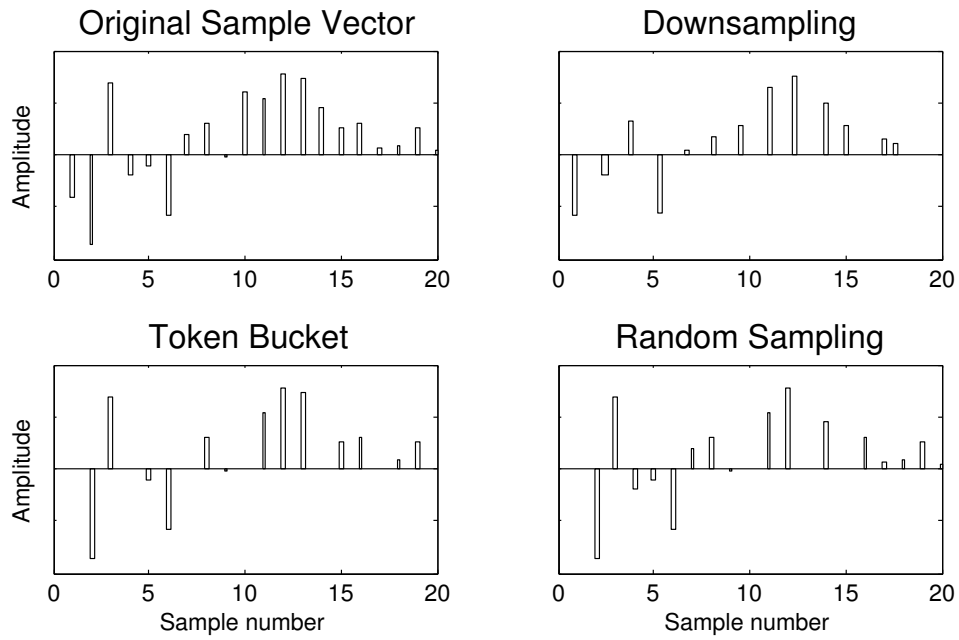 Original Sample Vector
Downsampling
Amplitude
0 5 10 15 20
0 5 10 15 20
Token Bucket
Random Sampling
Amplitude
0 5 10 15 20
0 5 10 15 20
Sample number
Sample number